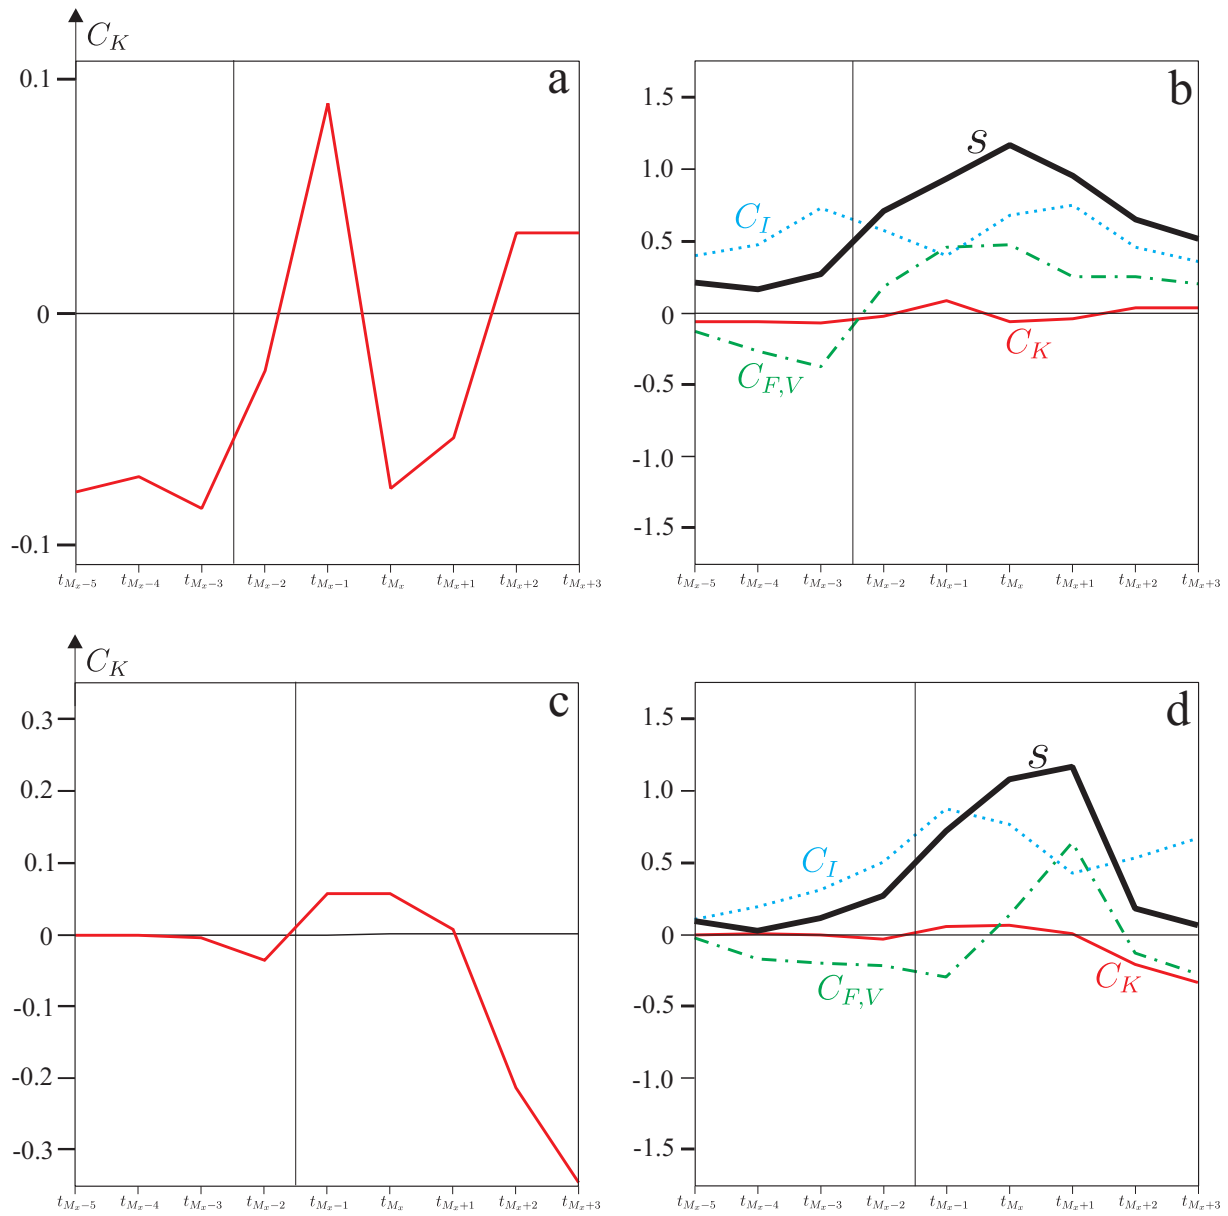 C_K
a
0.1
0
-0.1
t_{M_x-5} t_{M_x-4} t_{M_x-3} t_{M_x-2} t_{M_x-1} t_{M_x} t_{M_x+1} t_{M_x+2} t_{M_x+3}
b
1.5
1.0
0.5
0
-0.5
-1.0
-1.5
s
C_I
C_K
C_{F,V}
t_{M_x-5} t_{M_x-4} t_{M_x-3} t_{M_x-2} t_{M_x-1} t_{M_x} t_{M_x+1} t_{M_x+2} t_{M_x+3}
C_K
c
0.3
0.2
0.1
0
-0.1
-0.2
-0.3
t_{M_x-5} t_{M_x-4} t_{M_x-3} t_{M_x-2} t_{M_x-1} t_{M_x} t_{M_x+1} t_{M_x+2} t_{M_x+3}
d
1.5
1.0
0.5
0
-0.5
-1.0
-1.5
s
C_I
C_K
C_{F,V}
t_{M_x-5} t_{M_x-4} t_{M_x-3} t_{M_x-2} t_{M_x-1} t_{M_x} t_{M_x+1} t_{M_x+2} t_{M_x+3}